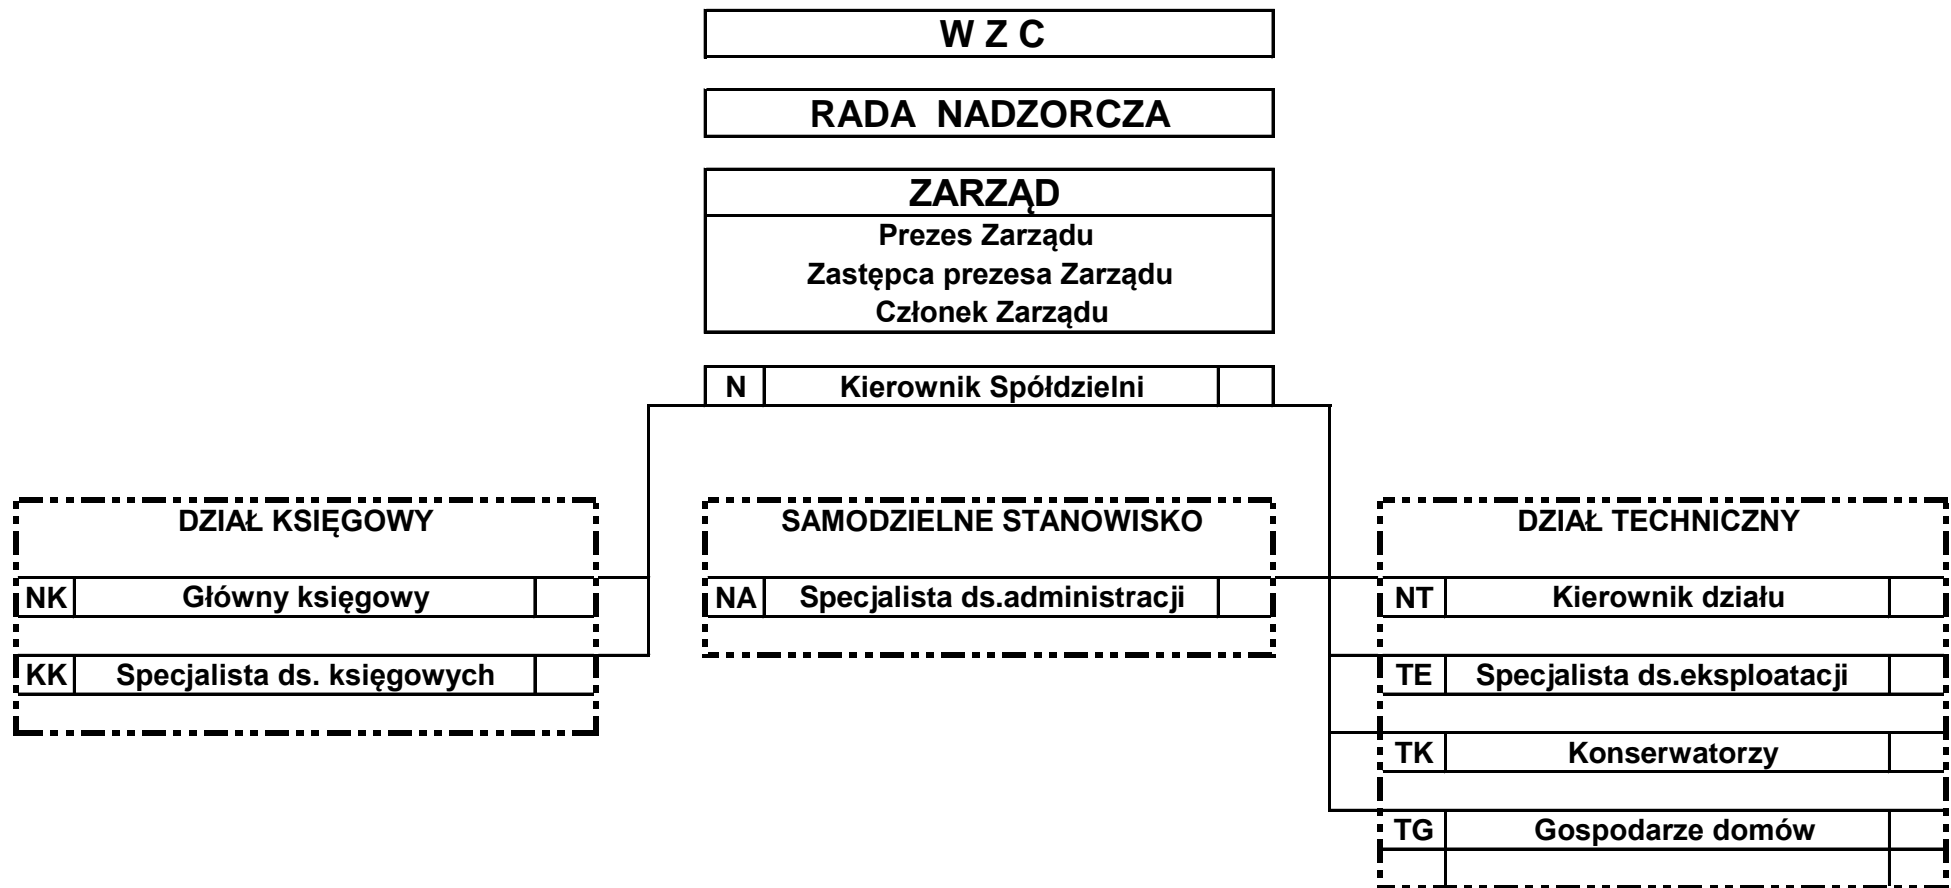 W Z C
RADA NADZORCZA
ZARZĄD
Prezes Zarządu
Zastępca prezesa Zarządu
Członek Zarządu
N Kierownik Spółdzielni
DZIAŁ KSIĘGOWY
NK Główny księgowy
KK Specjalista ds. księgowych
SAMODZIELNE STANOWISKO
NA Specjalista ds.administracji
DZIAŁ TECHNICZNY
NT Kierownik działu
TE Specjalista ds.eksploatacji
TK Konserwatorzy
TG Gospodarze domów